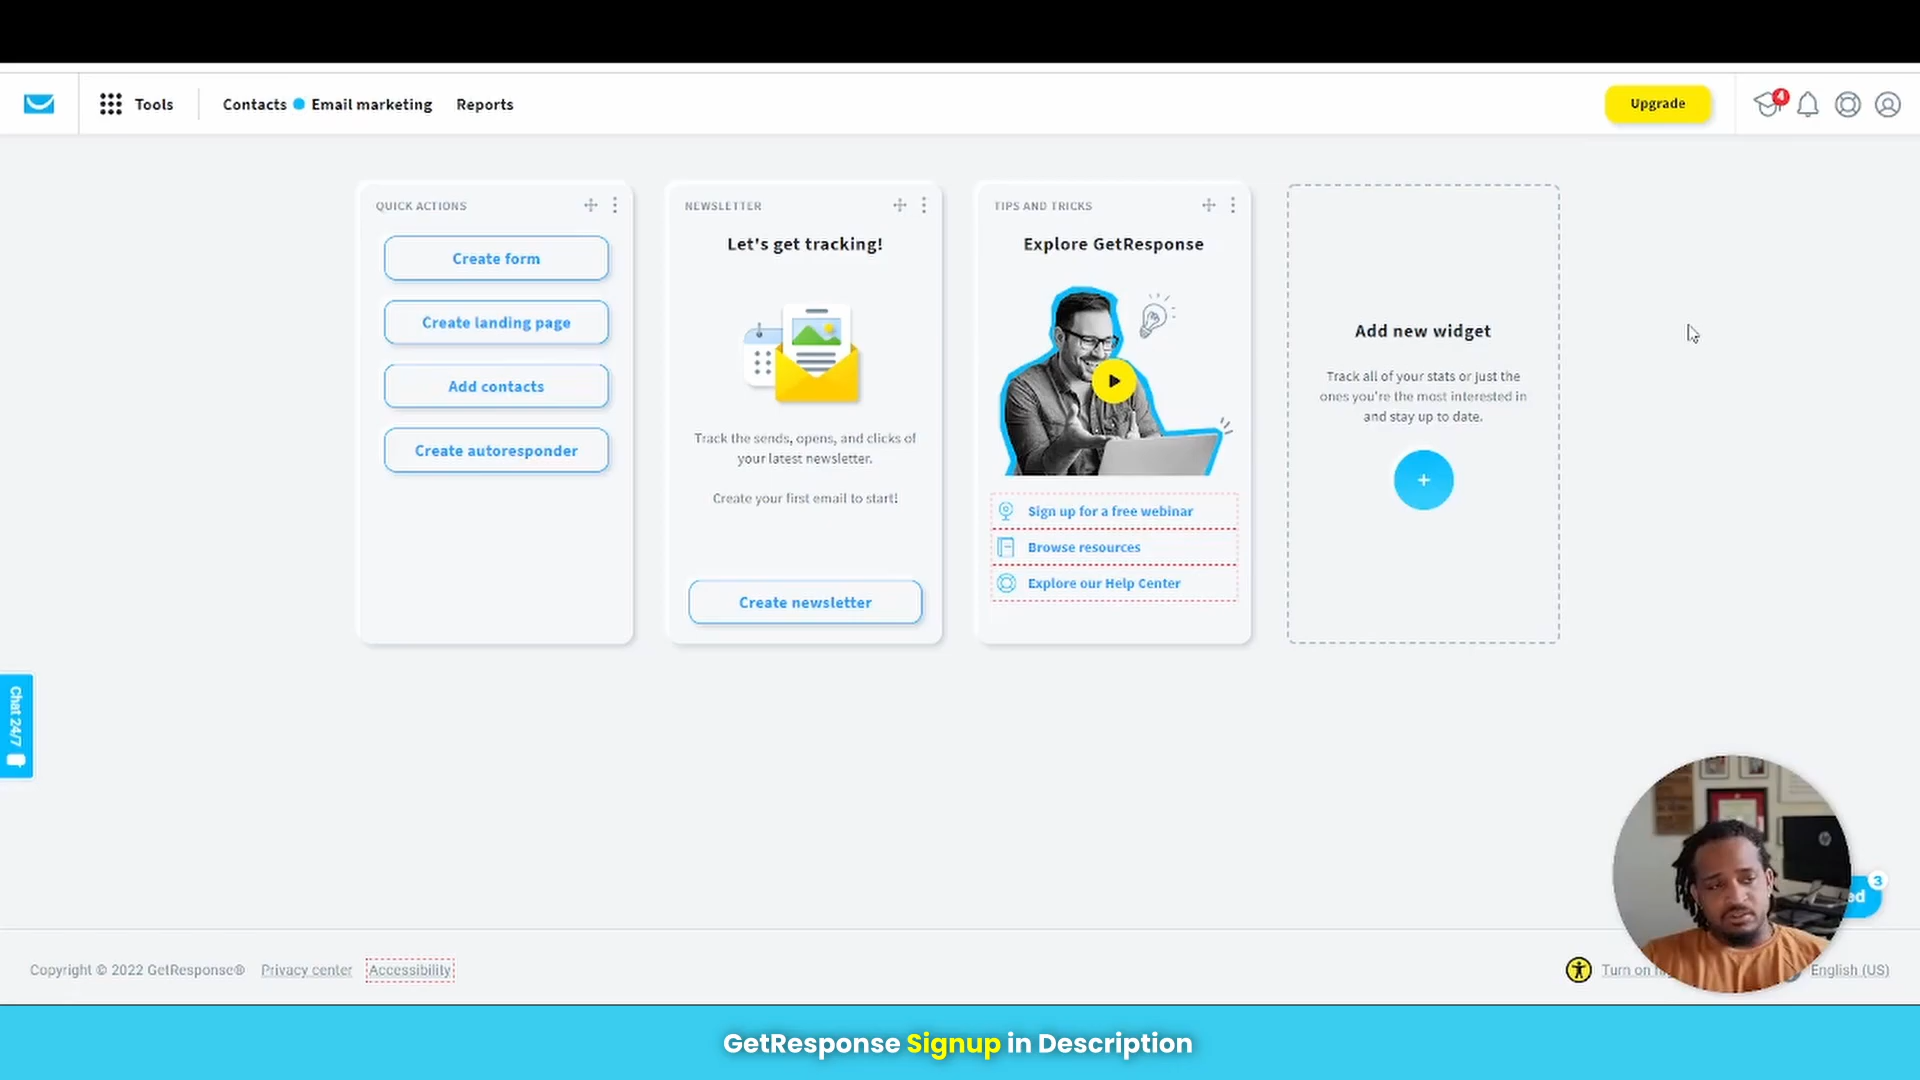 Tools
Contacts
Email marketing
Reports
Upgrade
4
QUICK ACTIONS
Create form
Create landing page
Add contacts
Create autoresponder
NEWSLETTER
Let's get tracking!
Track the sends, opens, and clicks of
your latest newsletter.
Create your first email to start!
Create newsletter
TIPS AND TRICKS
Explore GetResponse
Sign up for a free webinar
Browse resources
Explore our Help Center
Add new widget
Track all of your stats or just the
ones you're the most interested in
and stay up to date.
+
Chat 24/7
3
Copyright © 2022 GetResponse®
Privacy center
Accessibility
Turn on
English (US)
GetResponse Signup in Description